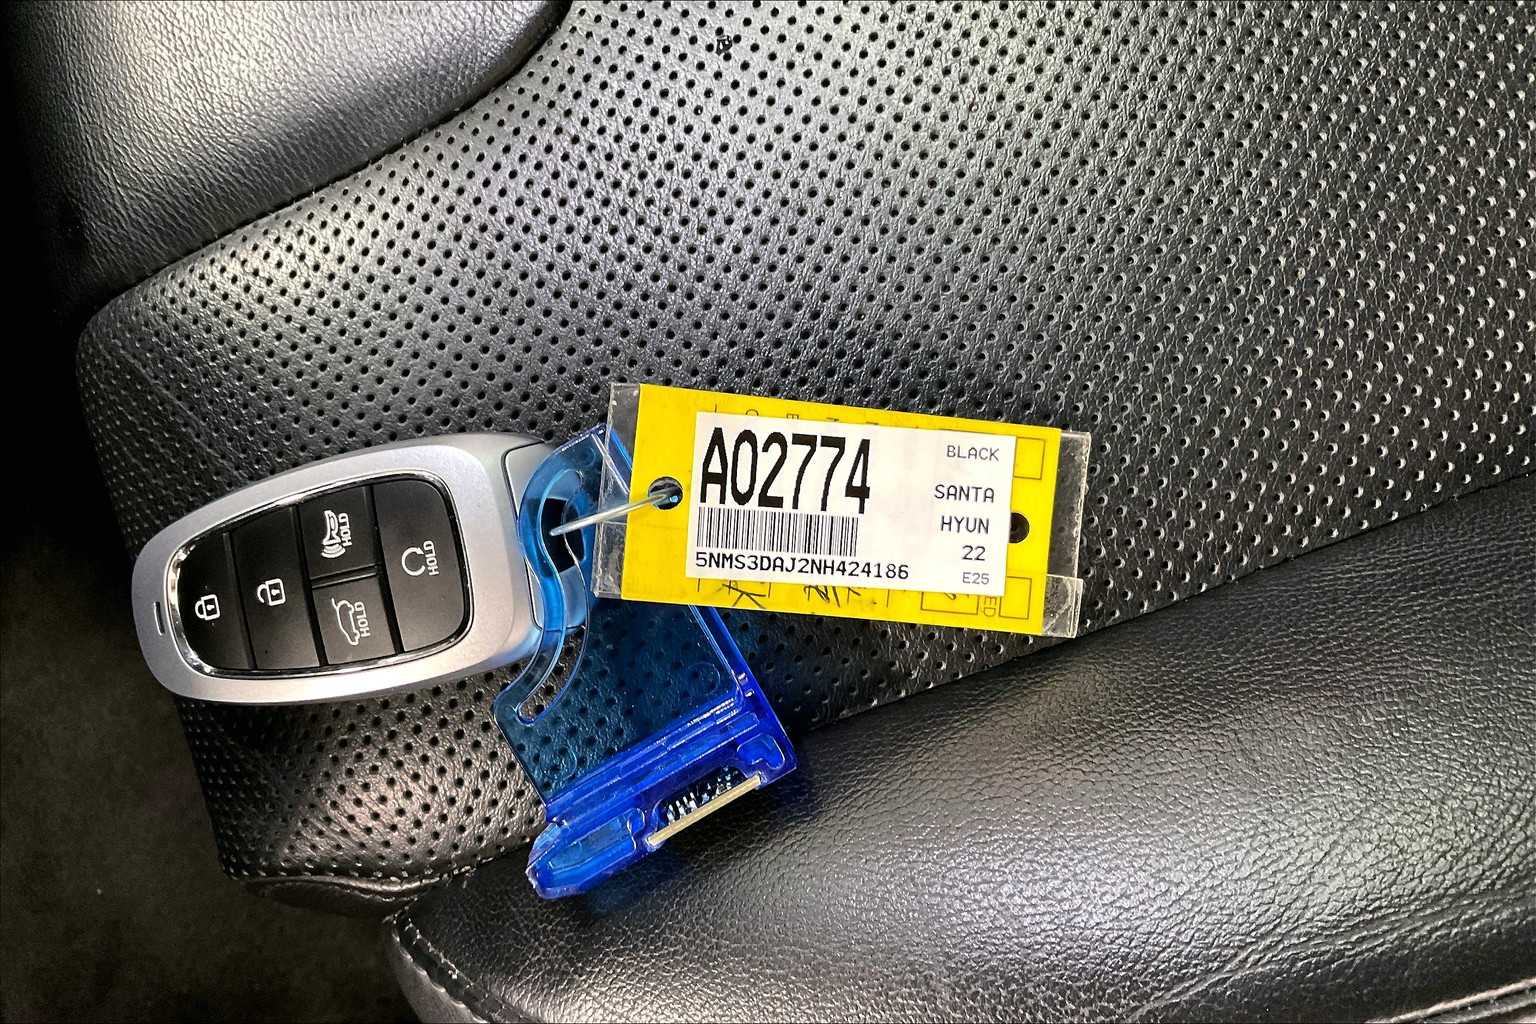 A02774
BLACK
SANTA
HYUN
22
E25
5NMS3DAJ2NH424186
HOLD
HOLD
HOLD